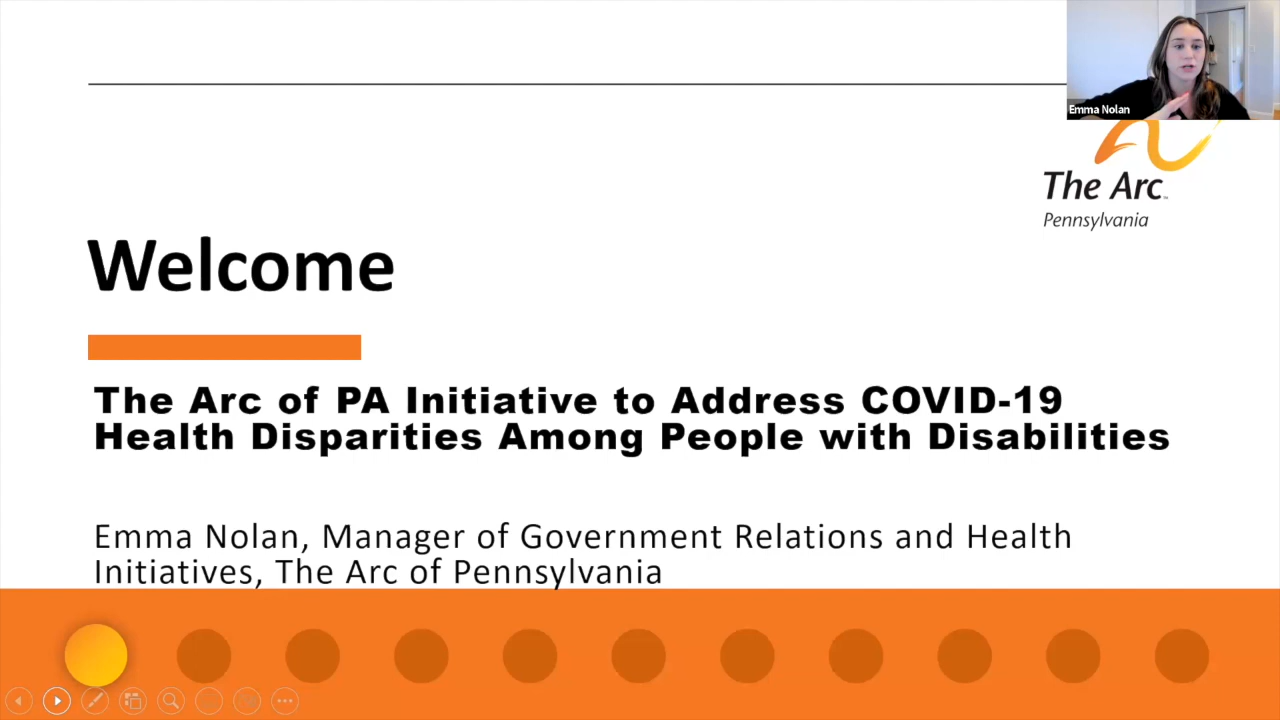 Emma Nolan
The Arc
Pennsylvania
Welcome
The Arc of PA Initiative to Address COVID-19
Health Disparities Among People with Disabilities
Emma Nolan, Manager of Government Relations and Health
Initiatives, The Arc of Pennsylvania